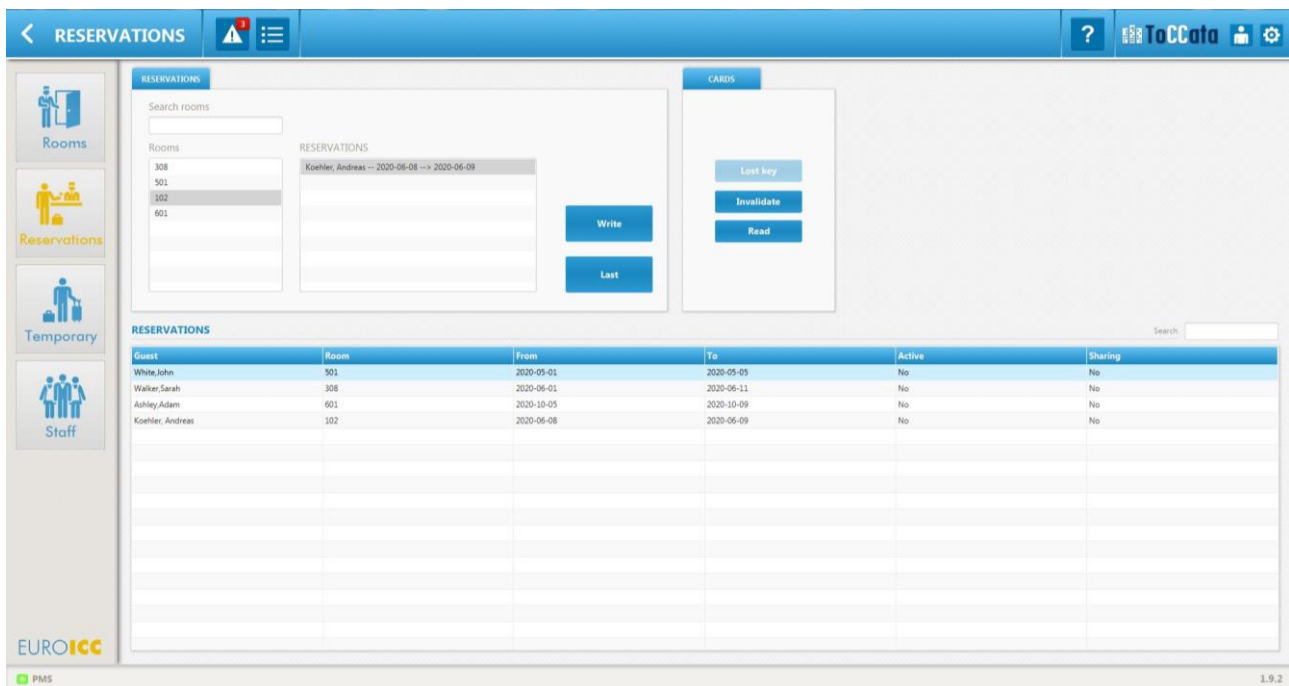 RESERVATIONS
3
?
ToCCata
Rooms
Reservations
Temporary
Staff
EUROICC
RESERVATIONS
Search rooms
Rooms
308
501
102
601
RESERVATIONS
Koehler, Andreas -- 2020-06-08 --> 2020-06-09
Write
Last
CARDS
Lost key
Invalidate
Read
RESERVATIONS
Search
Guest Room From To Active Sharing
White,John 501 2020-05-01 2020-05-05 No No
Walker,Sarah 308 2020-06-01 2020-06-11 No No
Ashley,Adam 601 2020-10-05 2020-10-09 No No
Koehler, Andreas 102 2020-06-08 2020-06-09 No No
PMS
1.9.2